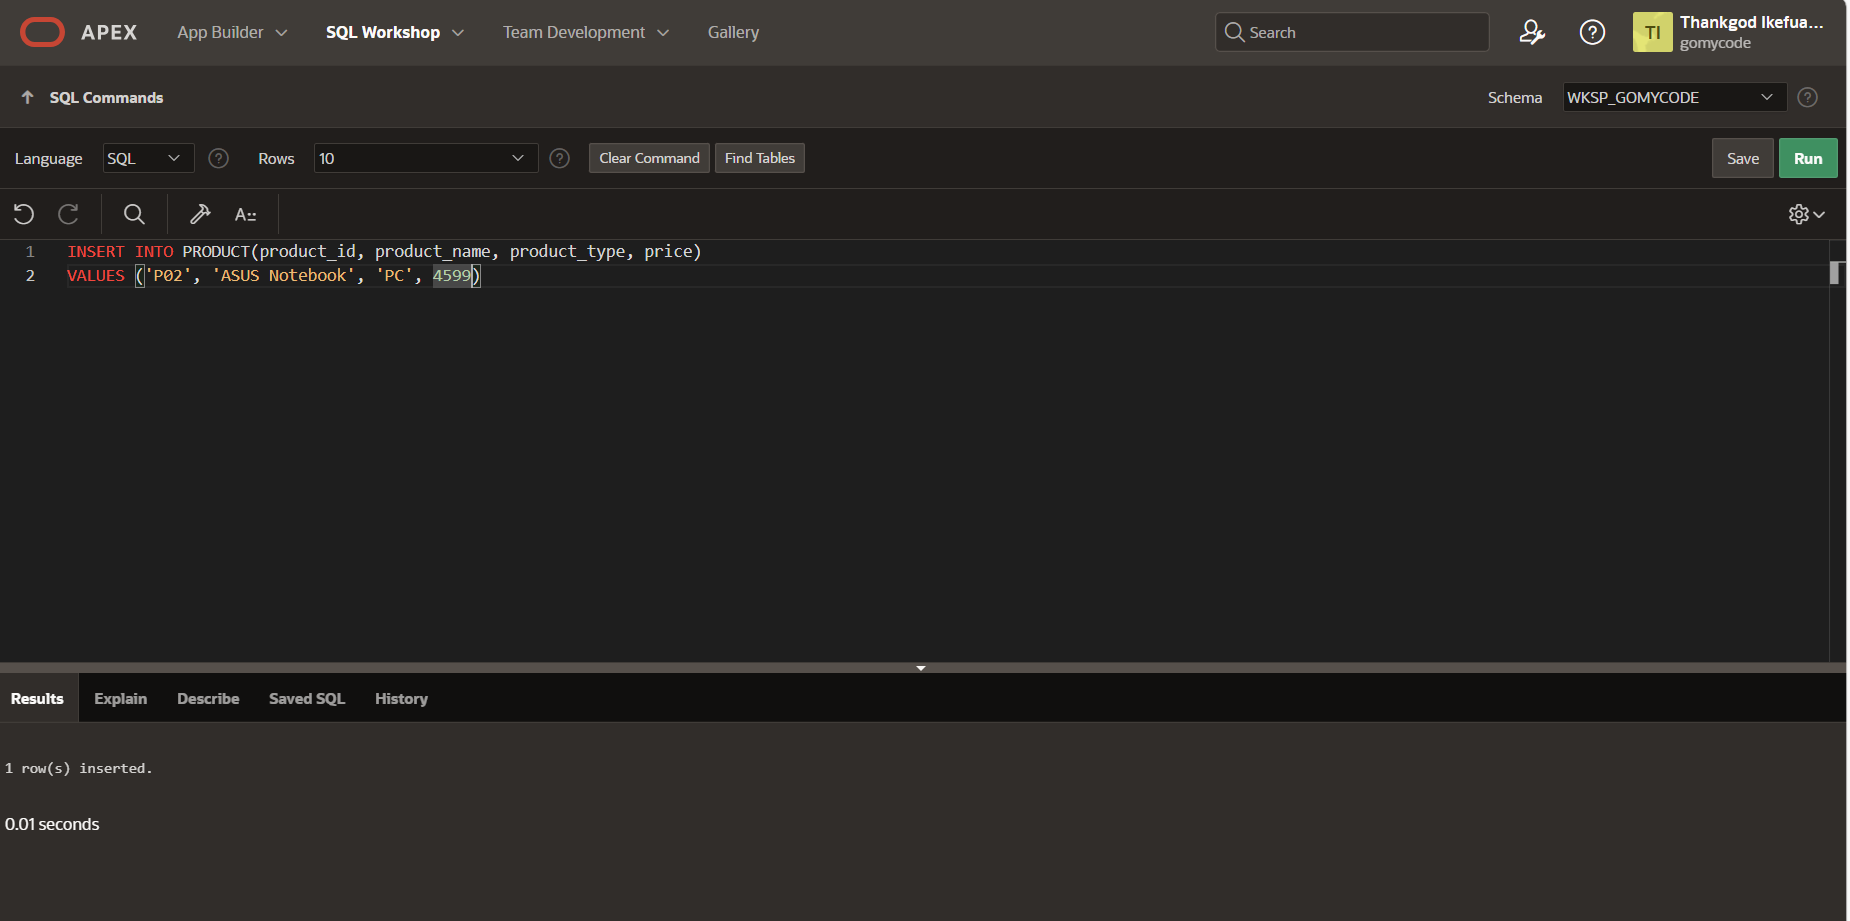 APEX App Builder SQL Workshop Team Development Gallery Search Thankgod Ikefua...
TI gomycode
SQL Commands Schema WKSP_GOMYCODE
Language SQL Rows 10 Clear Command Find Tables Save Run
1 INSERT INTO PRODUCT(product_id, product_name, product_type, price)
2 VALUES ('P02', 'ASUS Notebook', 'PC', 4599)
Results Explain Describe Saved SQL History
1 row(s) inserted.
0.01 seconds